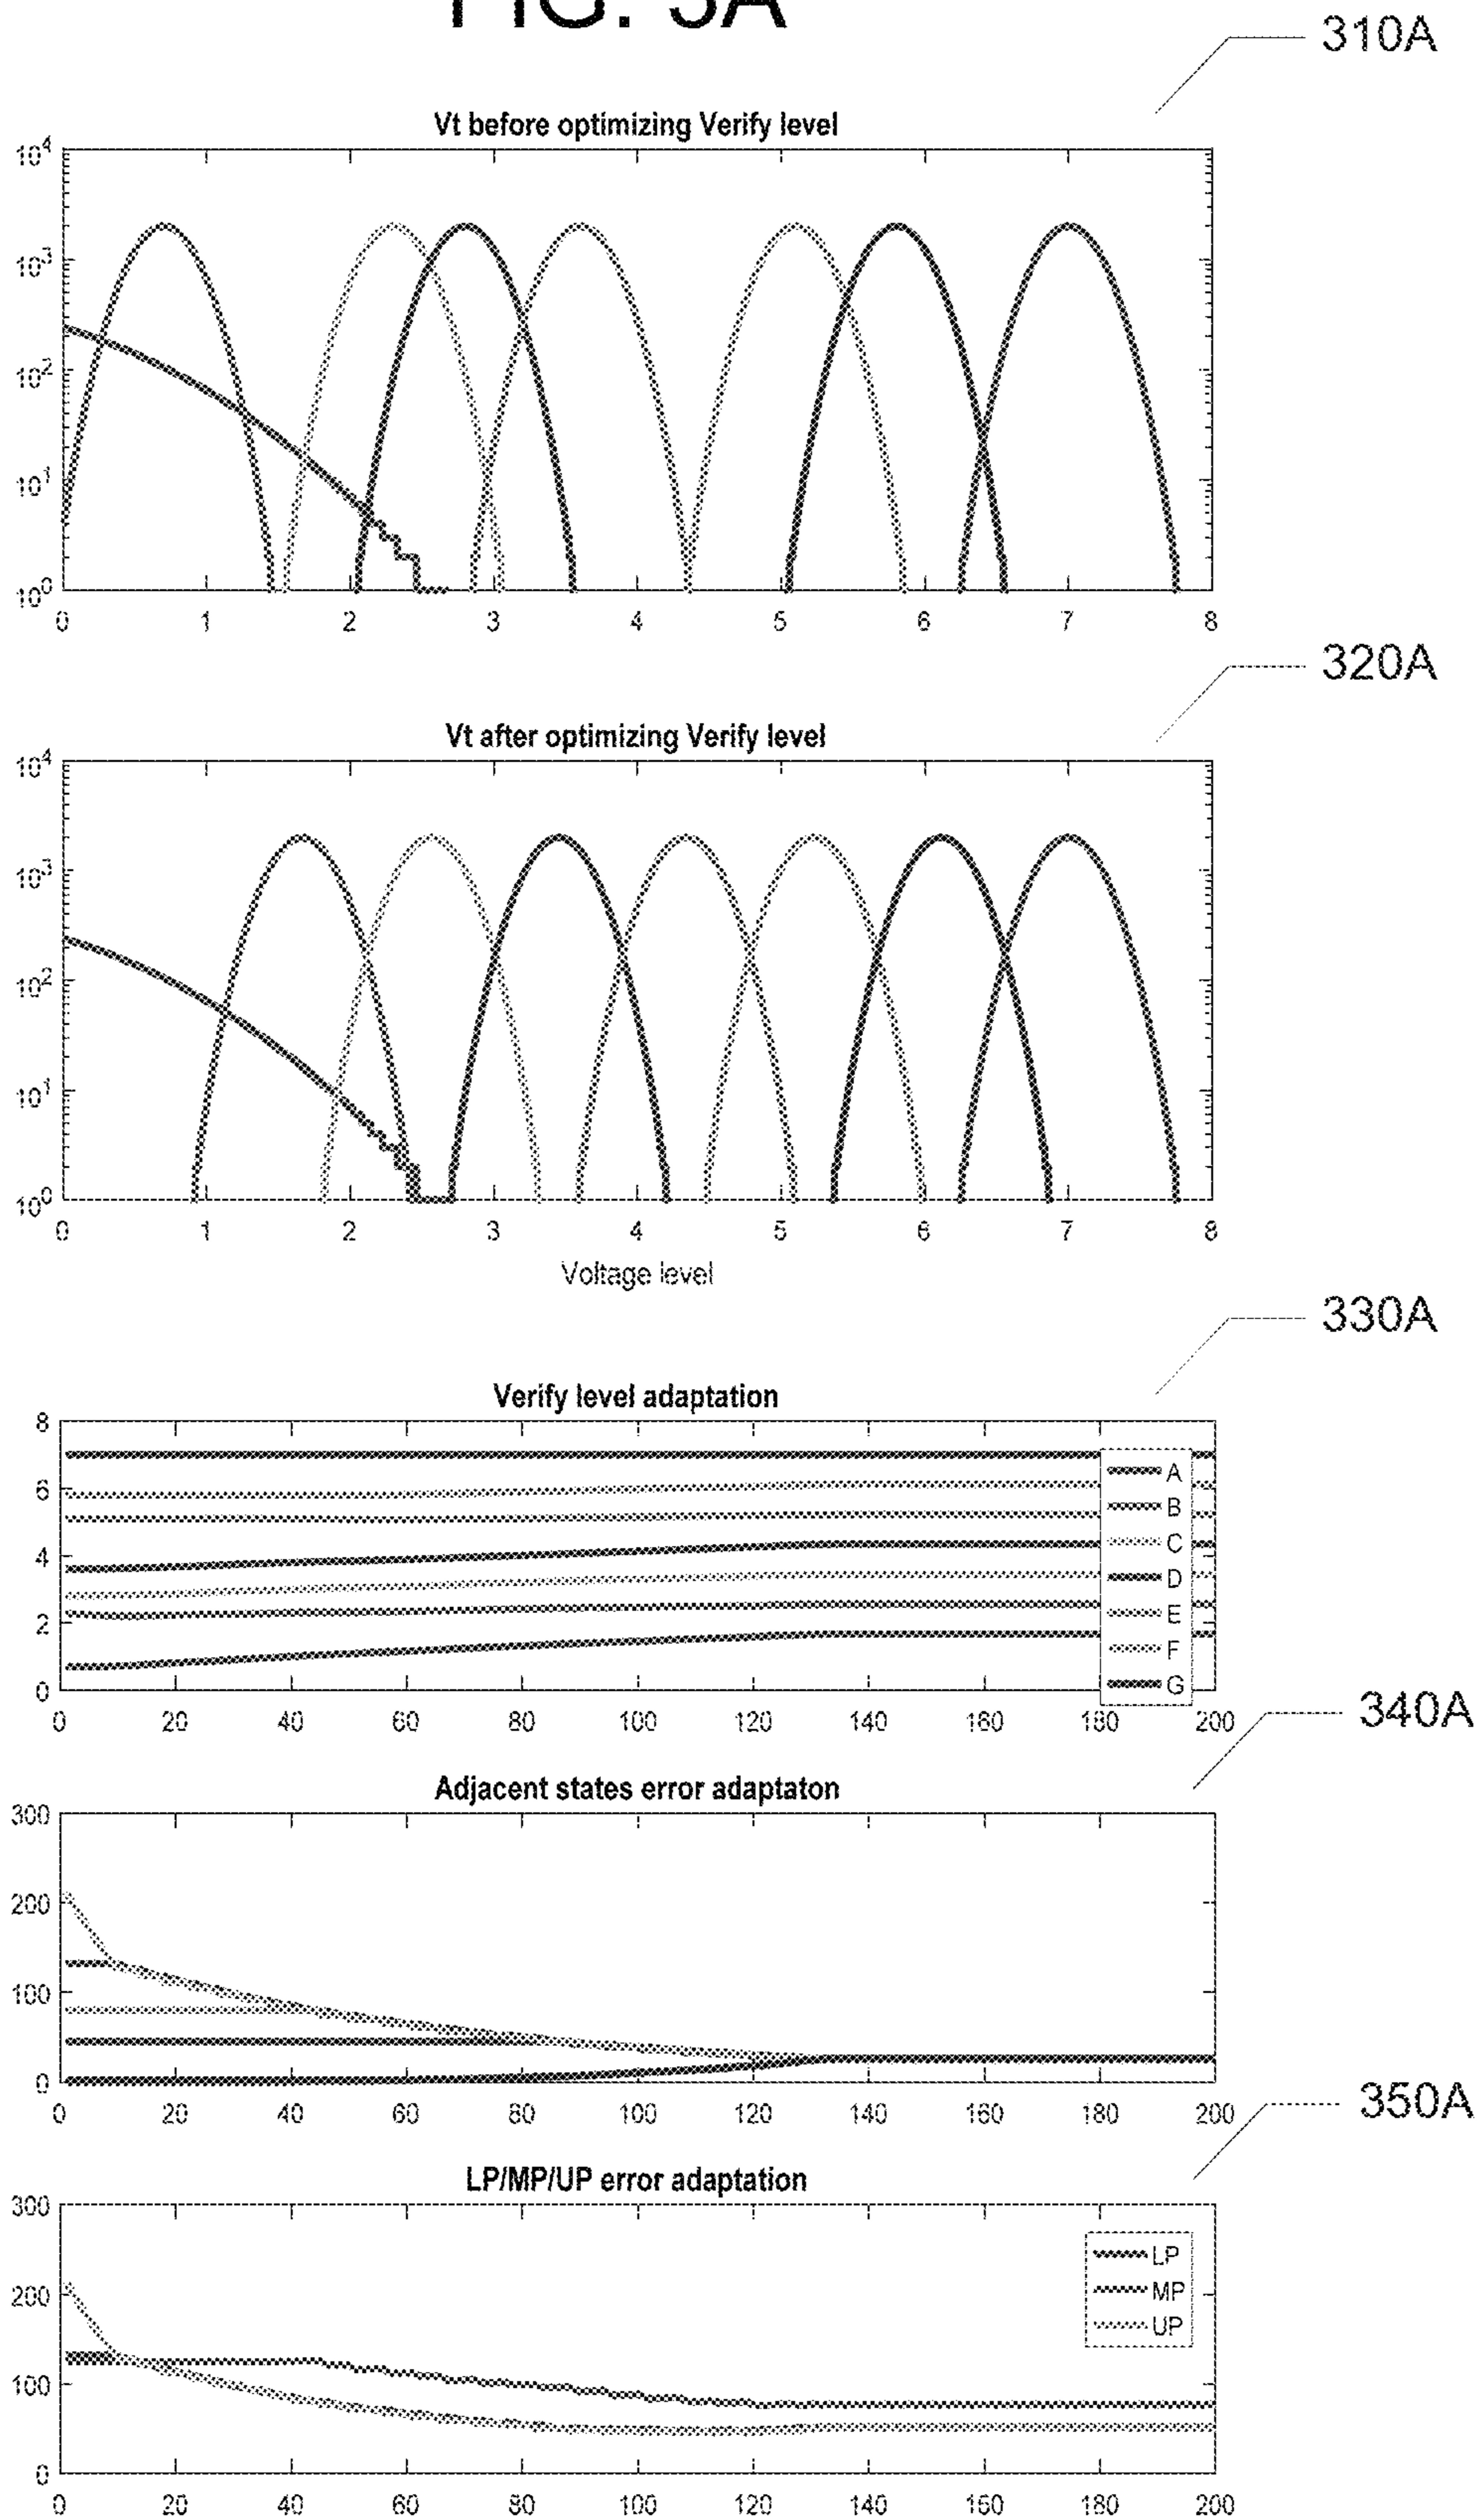 FIG. 3A
310A
Vt before optimizing Verify level
10^4
10^3
10^2
10^1
10^0
0 1 2 3 4 5 6 7 8
320A
Vt after optimizing Verify level
10^4
10^3
10^2
10^1
10^0
0 1 2 3 4 5 6 7 8
Voltage level
330A
Verify level adaptation
8
6
4
2
0
A
B
C
D
E
F
G
0 20 40 60 80 100 120 140 160 180 200
340A
Adjacent states error adaptaton
300
200
100
0
0 20 40 60 80 100 120 140 160 180 200
350A
LP/MP/UP error adaptation
300
200
100
0
LP
MP
UP
0 20 40 60 80 100 120 140 160 180 200